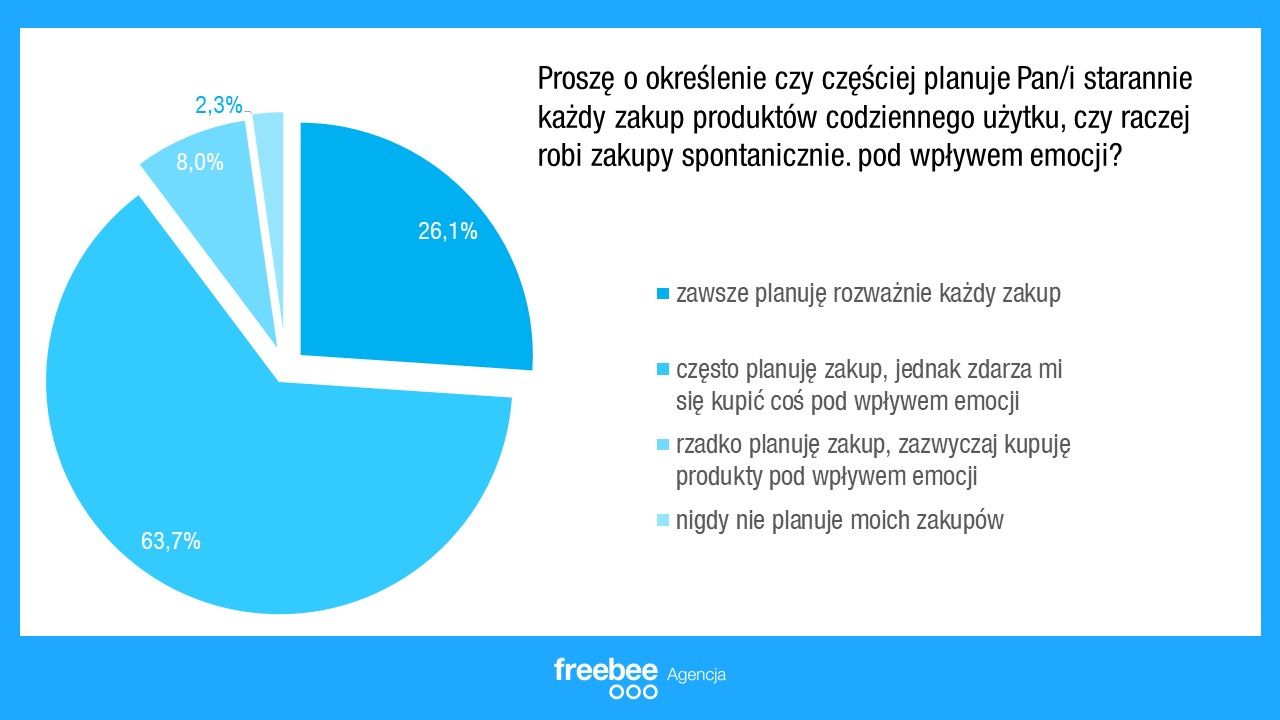 Proszę o określenie czy częściej planuje Pan/i starannie
każdy zakup produktów codziennego użytku, czy raczej
robi zakupy spontanicznie. pod wpływem emocji?
2,3%
8,0%
26,1%
63,7%
zawsze planuję rozważnie każdy zakup
często planuję zakup, jednak zdarza mi
się kupić coś pod wpływem emocji
rzadko planuję zakup, zazwyczaj kupuję
produkty pod wpływem emocji
nigdy nie planuje moich zakupów
freebee Agencja